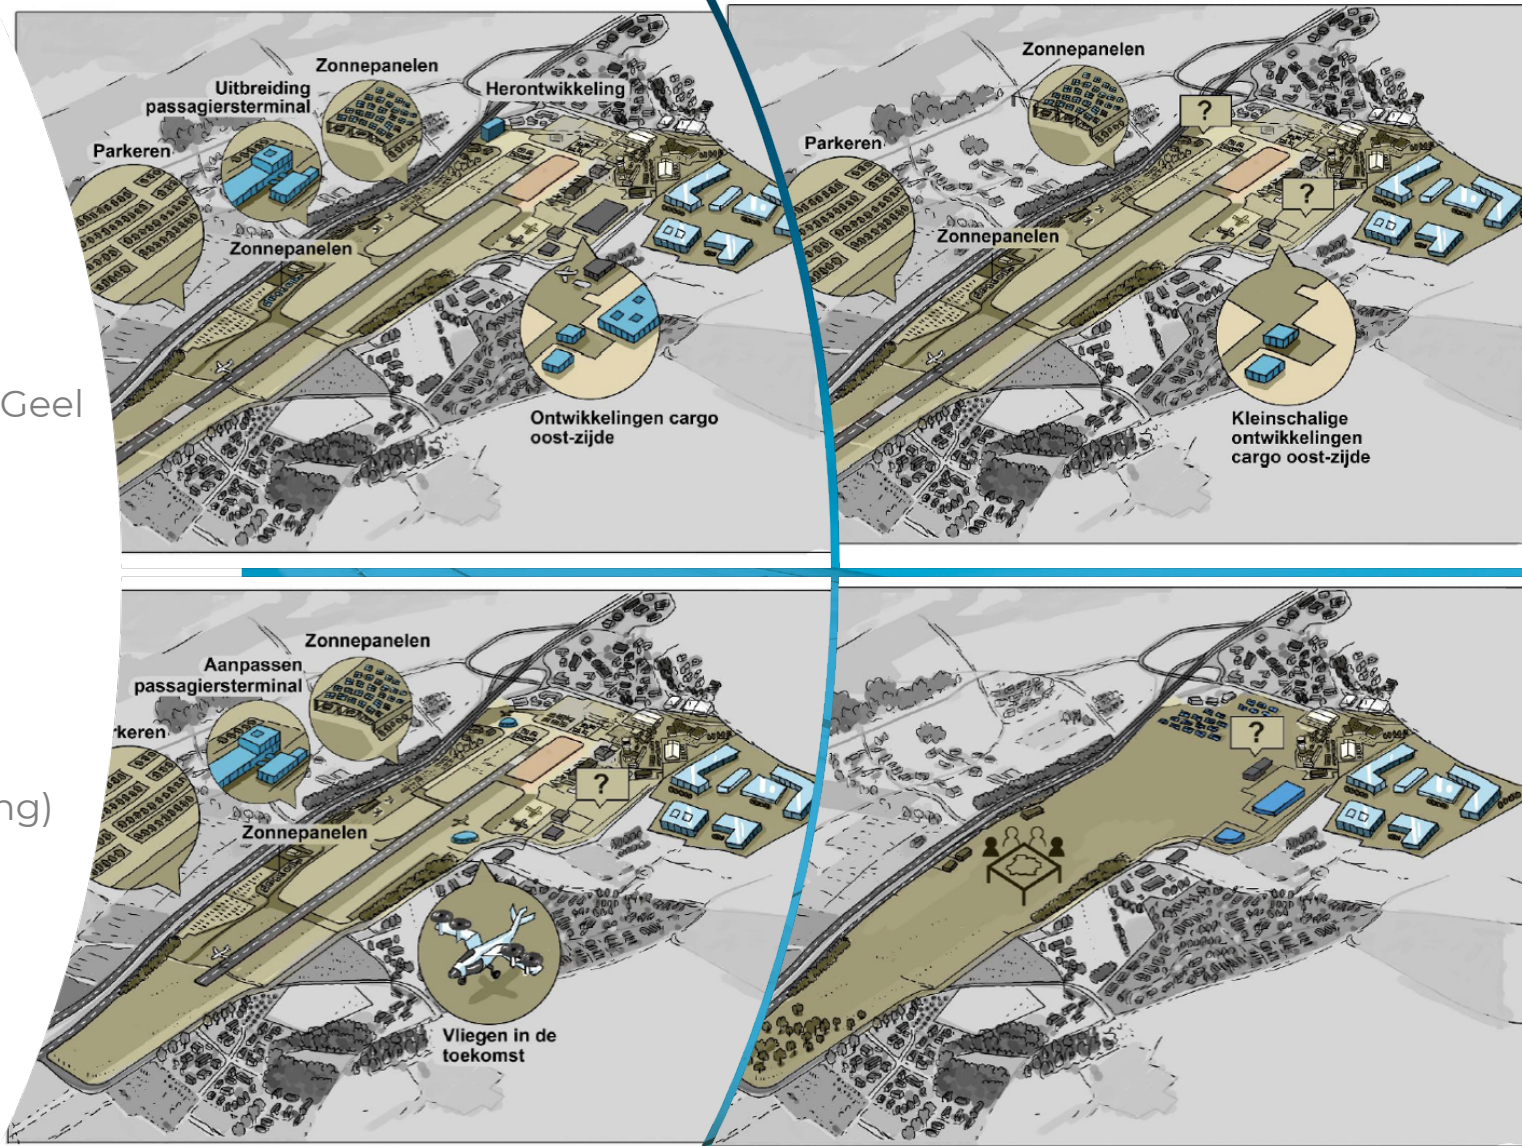 Zonnepanelen
Uitbreiding
passagiersterminal
Herontwikkeling
Parkeren
Zonnepanelen
Ontwikkelingen cargo
oost-zijde
Zonnepanelen
?
Parkeren
?
Zonnepanelen
Kleinschalige
ontwikkelingen
cargo oost-zijde
Geel
Zonnepanelen
Aanpassen
passagiersterminal
rkeren
?
Zonnepanelen
Vliegen in de
toekomst
?
ng)